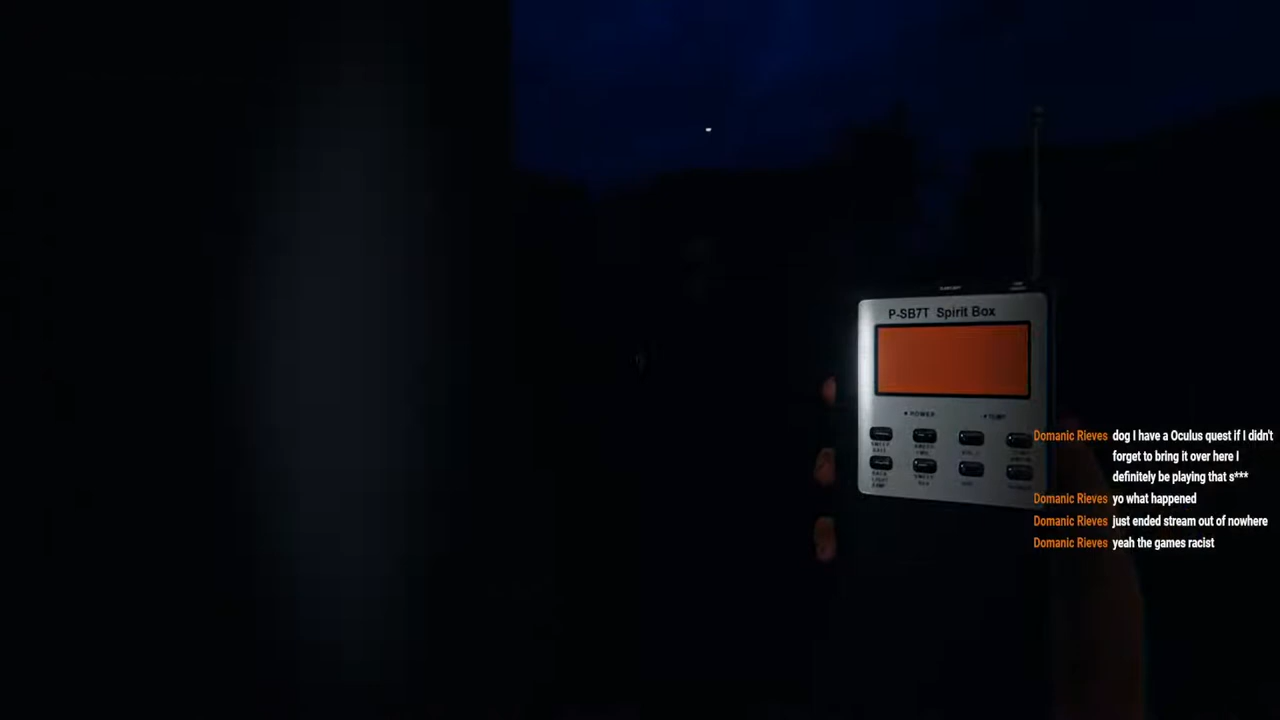 P-SB7T Spirit Box
POWER
Domanic Rieves dog I have a Oculus quest if I didn't
forget to bring it over here I
definitely be playing that s***
Domanic Rieves yo what happened
Domanic Rieves just ended stream out of nowhere
Domanic Rieves yeah the games racist